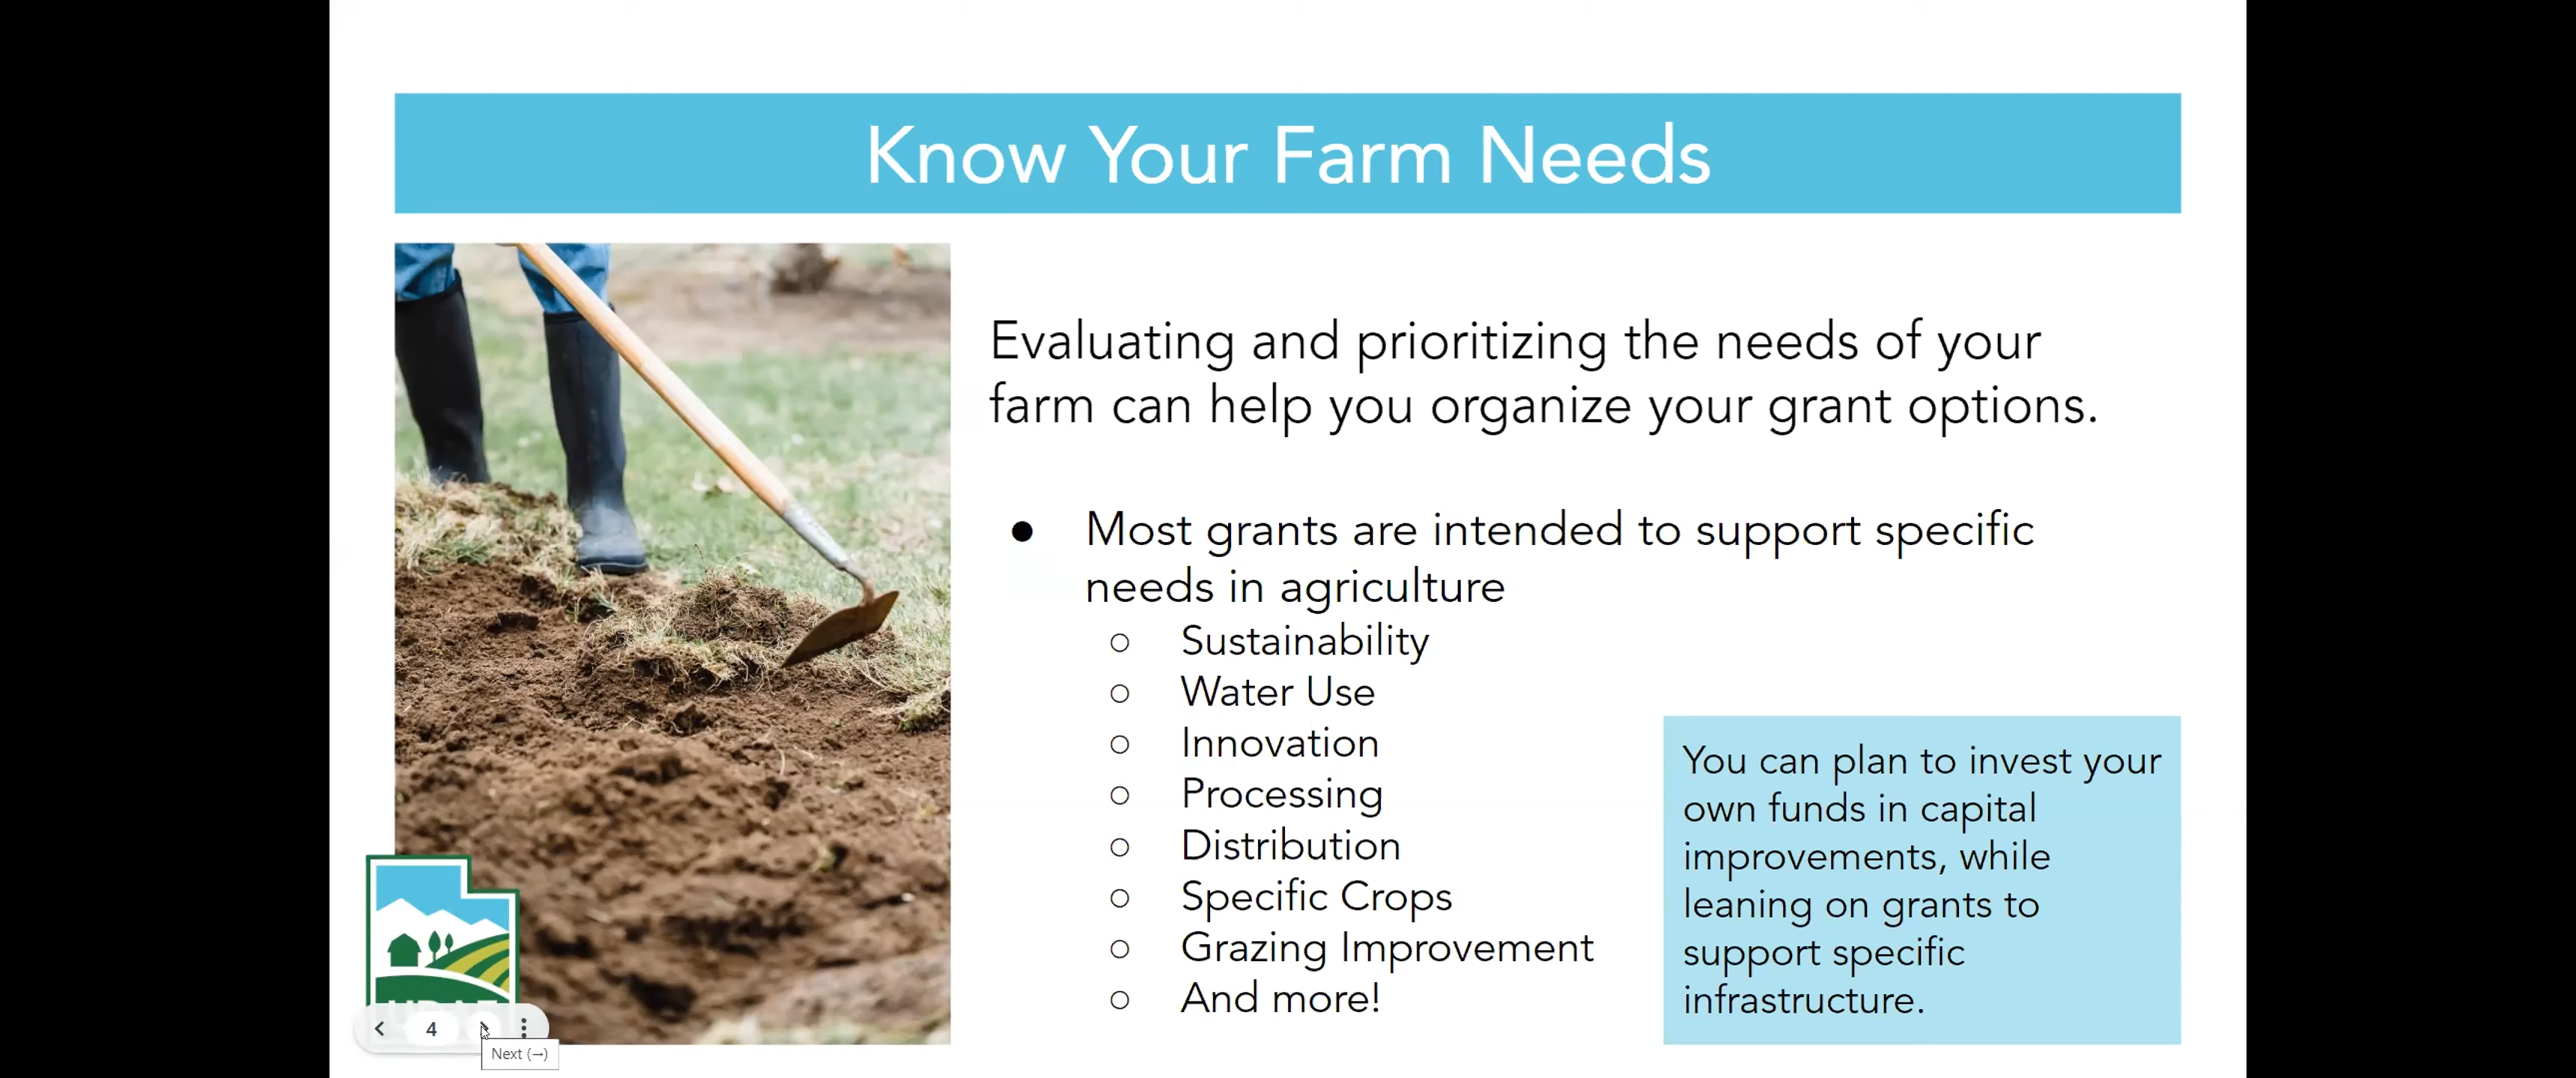 Know Your Farm Needs
Evaluating and prioritizing the needs of your
farm can help you organize your grant options.
● Most grants are intended to support specific
needs in agriculture
○ Sustainability
○ Water Use
○ Innovation
○ Processing
○ Distribution
○ Specific Crops
○ Grazing Improvement
○ And more!
You can plan to invest your
own funds in capital
improvements, while
leaning on grants to
support specific
infrastructure.
4
Next (→)